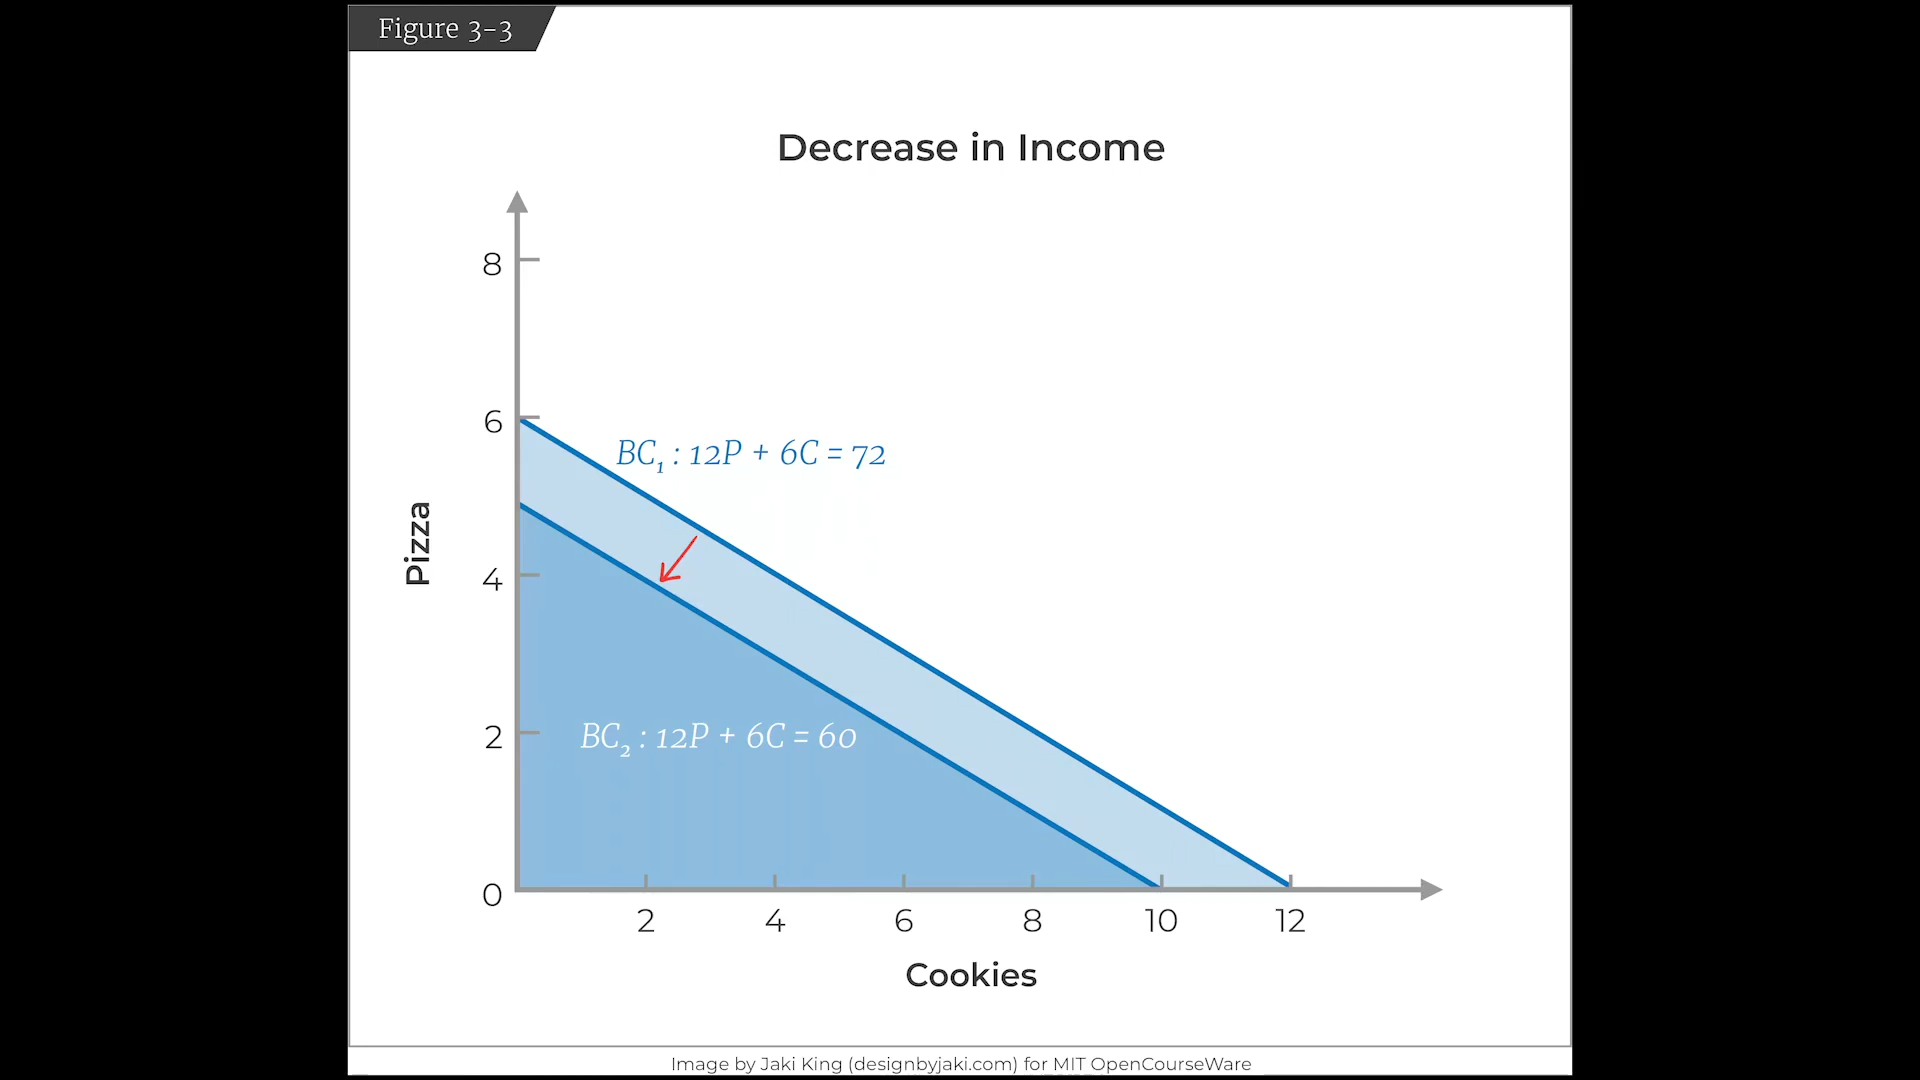 Figure 3-3
Decrease in Income
8
6
BC₁ : 12P + 6C = 72
Pizza
4
2
BC₂ : 12P + 6C = 60
0
2 4 6 8 10 12
Cookies
Image by Jaki King (designbyjaki.com) for MIT OpenCourseWare